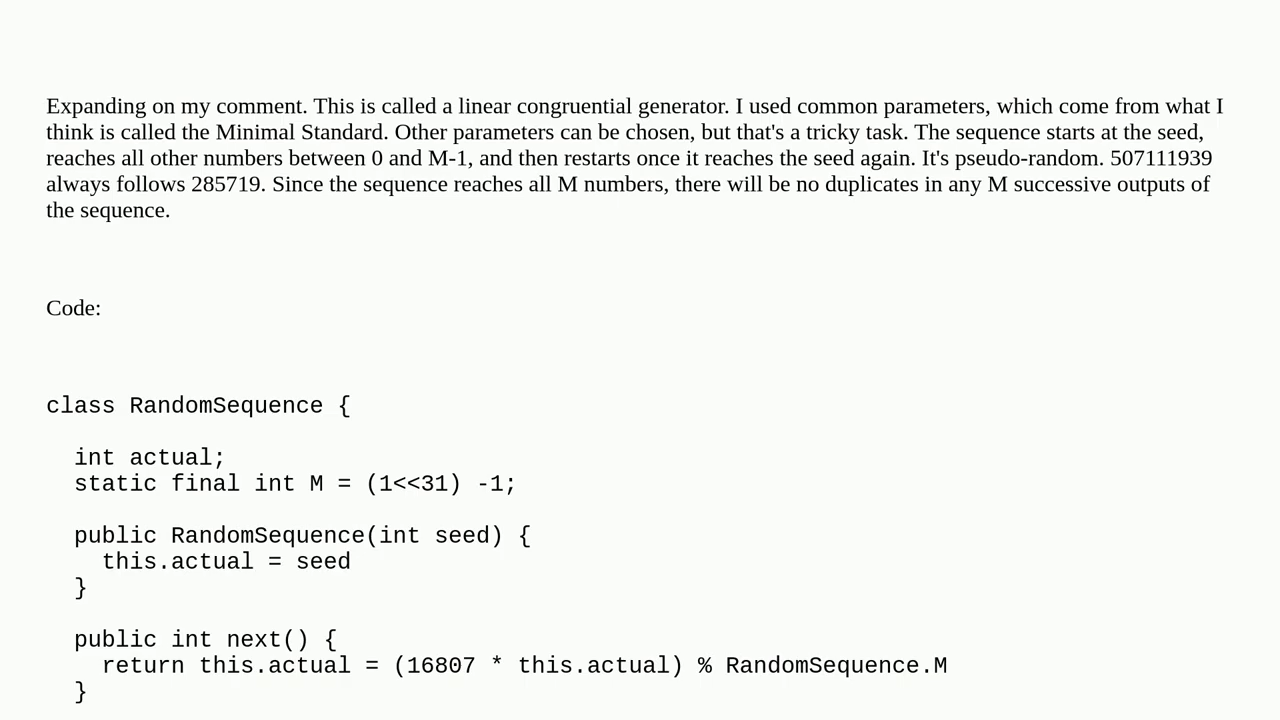 Expanding on my comment. This is called a linear congruential generator. I used common parameters, which come from what I
think is called the Minimal Standard. Other parameters can be chosen, but that's a tricky task. The sequence starts at the seed,
reaches all other numbers between 0 and M-1, and then restarts once it reaches the seed again. It's pseudo-random. 507111939
always follows 285719. Since the sequence reaches all M numbers, there will be no duplicates in any M successive outputs of
the sequence.
Code:
class RandomSequence {
  int actual;
  static final int M = (1<<31) -1;
  public RandomSequence(int seed) {
    this.actual = seed
  }
  public int next() {
    return this.actual = (16807 * this.actual) % RandomSequence.M
  }